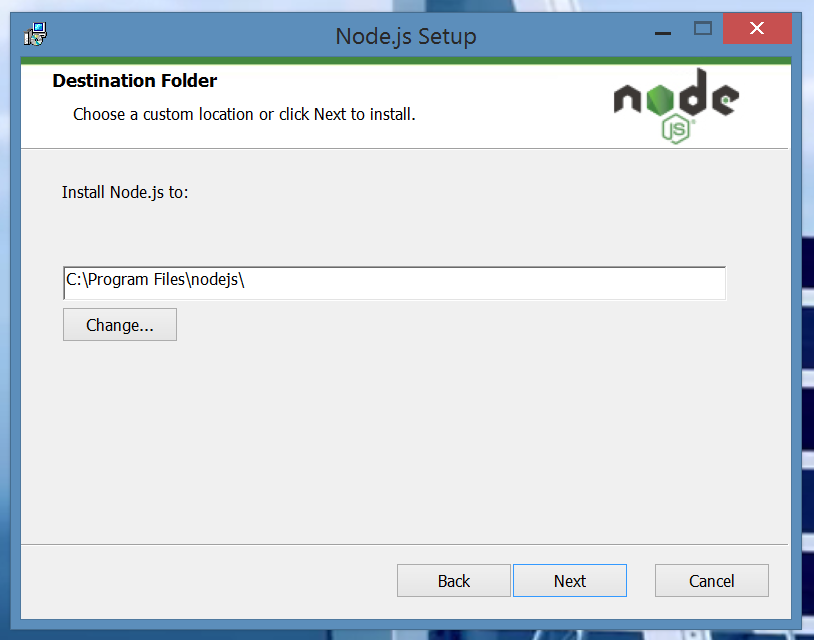 Node.js Setup
Destination Folder
Choose a custom location or click Next to install.
node
JS
Install Node.js to:
C:\Program Files\nodejs\
Change...
Back
Next
Cancel